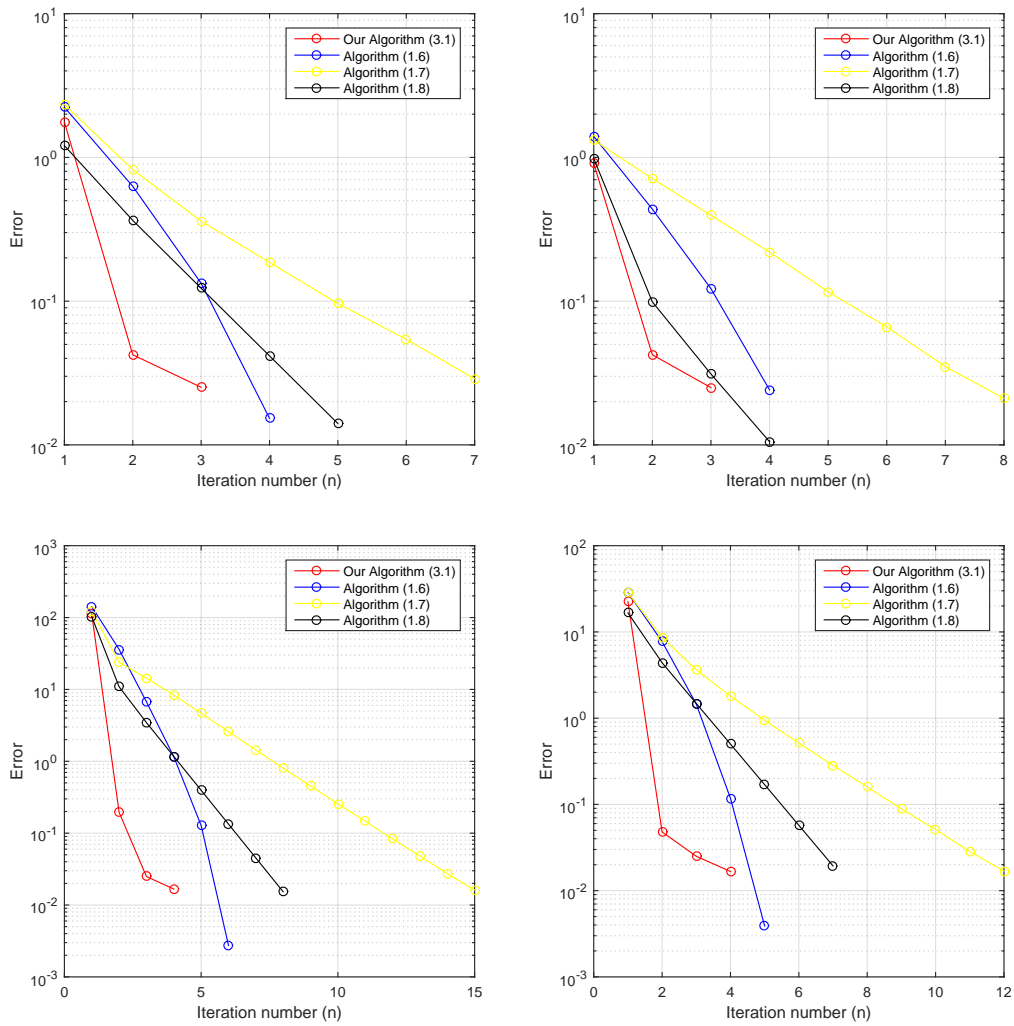 10^1
10^0
10^-1
10^-2
Error
1 2 3 4 5 6 7
Iteration number (n)
Our Algorithm (3.1)
Algorithm (1.6)
Algorithm (1.7)
Algorithm (1.8)
10^1
10^0
10^-1
10^-2
Error
1 2 3 4 5 6 7 8
Iteration number (n)
Our Algorithm (3.1)
Algorithm (1.6)
Algorithm (1.7)
Algorithm (1.8)
10^3
10^2
10^1
10^0
10^-1
10^-2
10^-3
Error
0 5 10 15
Iteration number (n)
Our Algorithm (3.1)
Algorithm (1.6)
Algorithm (1.7)
Algorithm (1.8)
10^2
10^1
10^0
10^-1
10^-2
10^-3
Error
0 2 4 6 8 10 12
Iteration number (n)
Our Algorithm (3.1)
Algorithm (1.6)
Algorithm (1.7)
Algorithm (1.8)